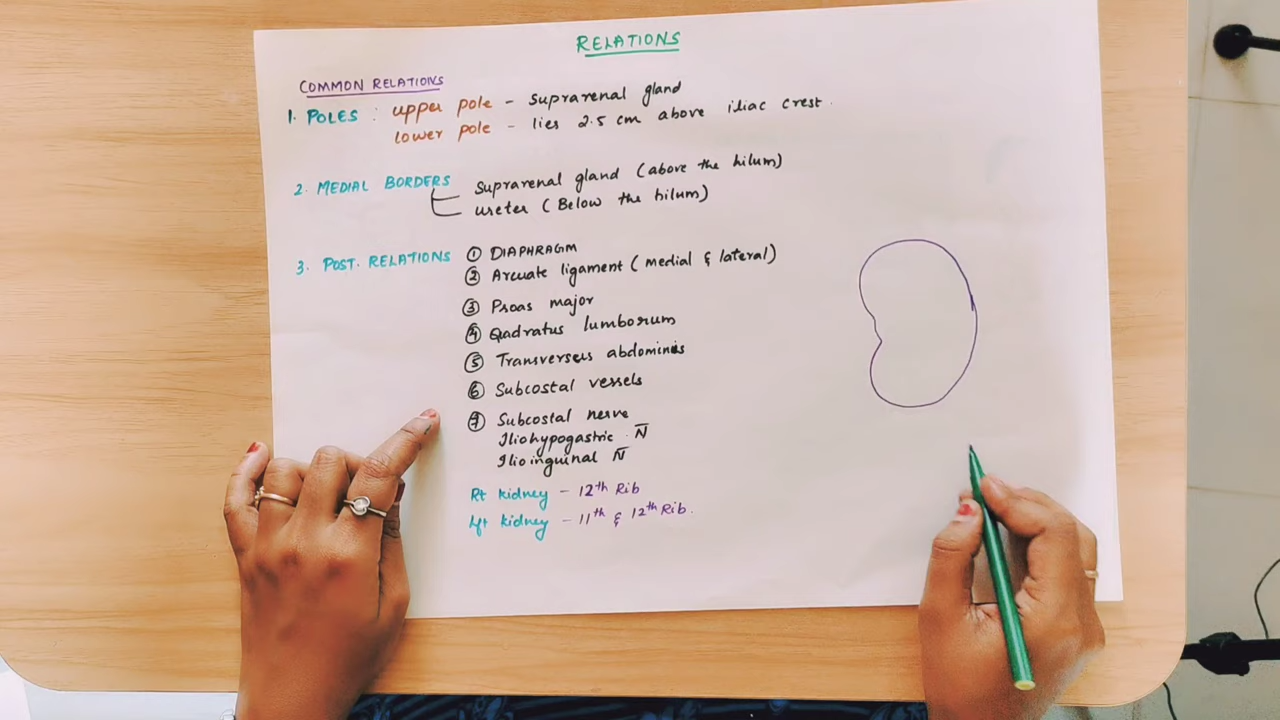 RELATIONS
COMMON RELATIONS
1. POLES : upper pole - suprarenal gland
lower pole - lies 2.5 cm above iliac crest.
2. MEDIAL BORDERS
Suprarenal gland (above the hilum)
ureter (Below the hilum)
3. POST. RELATIONS
① DIAPHRAGM
② Arcuate ligament (medial & lateral)
③ Psoas major
④ Qadratus lumborum
⑤ Transversus abdominis
⑥ Subcostal vessels
⑦ Subcostal nerve
Iliohypogastric N̅
Ilioinguinal N̅
Rt kidney - 12th Rib
Lft kidney - 11th & 12th Rib.